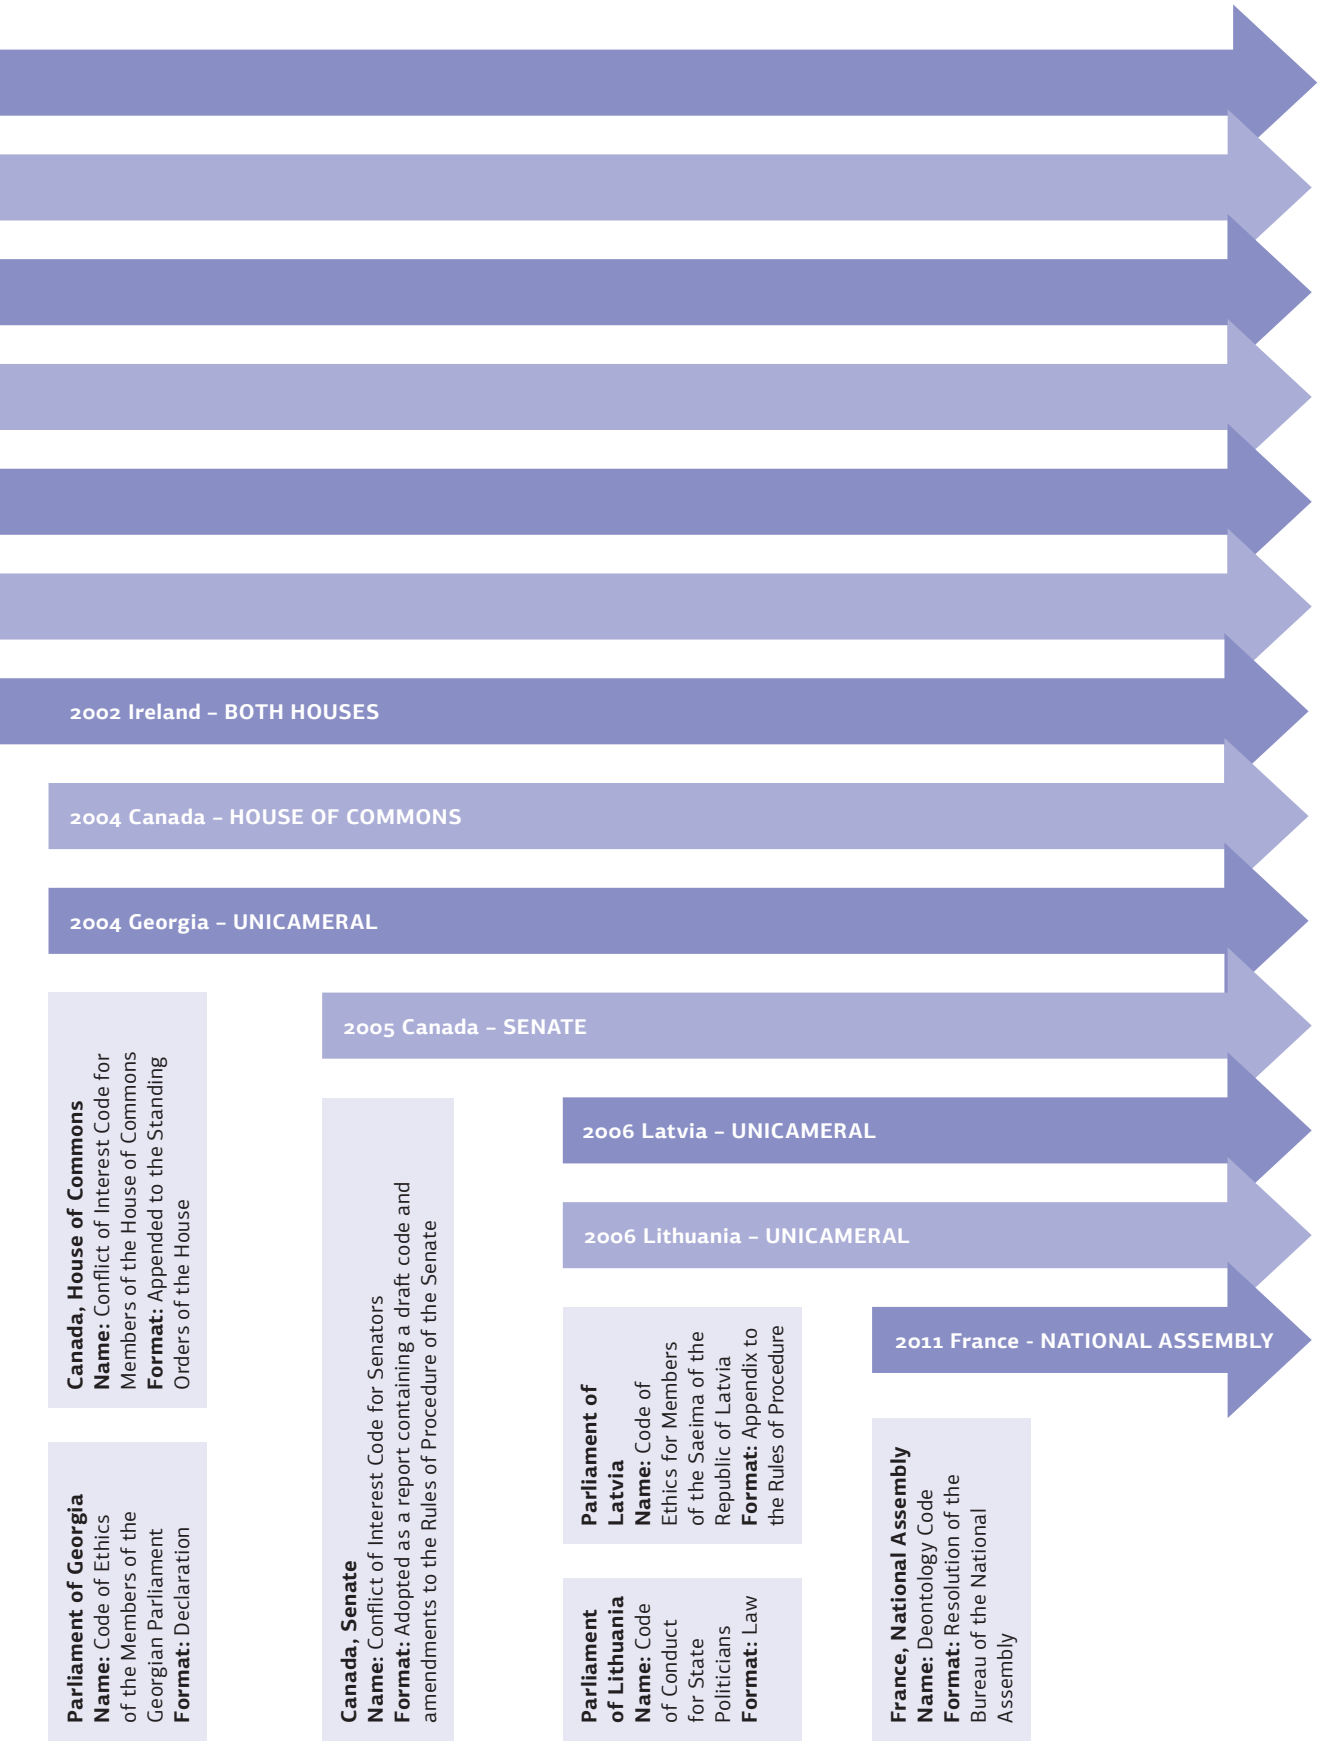 2002 Ireland – BOTH HOUSES
2004 Canada – HOUSE OF COMMONS
2004 Georgia – UNICAMERAL
2005 Canada – SENATE
2006 Latvia – UNICAMERAL
2006 Lithuania – UNICAMERAL
2011 France - NATIONAL ASSEMBLY
Canada, House of Commons
Name: Conflict of Interest Code for
Members of the House of Commons
Format: Appended to the Standing
Orders of the House
Parliament of Georgia
Name: Code of Ethics
of the Members of the
Georgian Parliament
Format: Declaration
Canada, Senate
Name: Conflict of Interest Code for Senators
Format: Adopted as a report containing a draft code and
amendments to the Rules of Procedure of the Senate
Parliament of
Latvia
Name: Code of
Ethics for Members
of the Saeima of the
Republic of Latvia
Format: Appendix to
the Rules of Procedure
Parliament
of Lithuania
Name: Code
of Conduct
for State
Politicians
Format: Law
France, National Assembly
Name: Deontology Code
Format: Resolution of the
Bureau of the National
Assembly